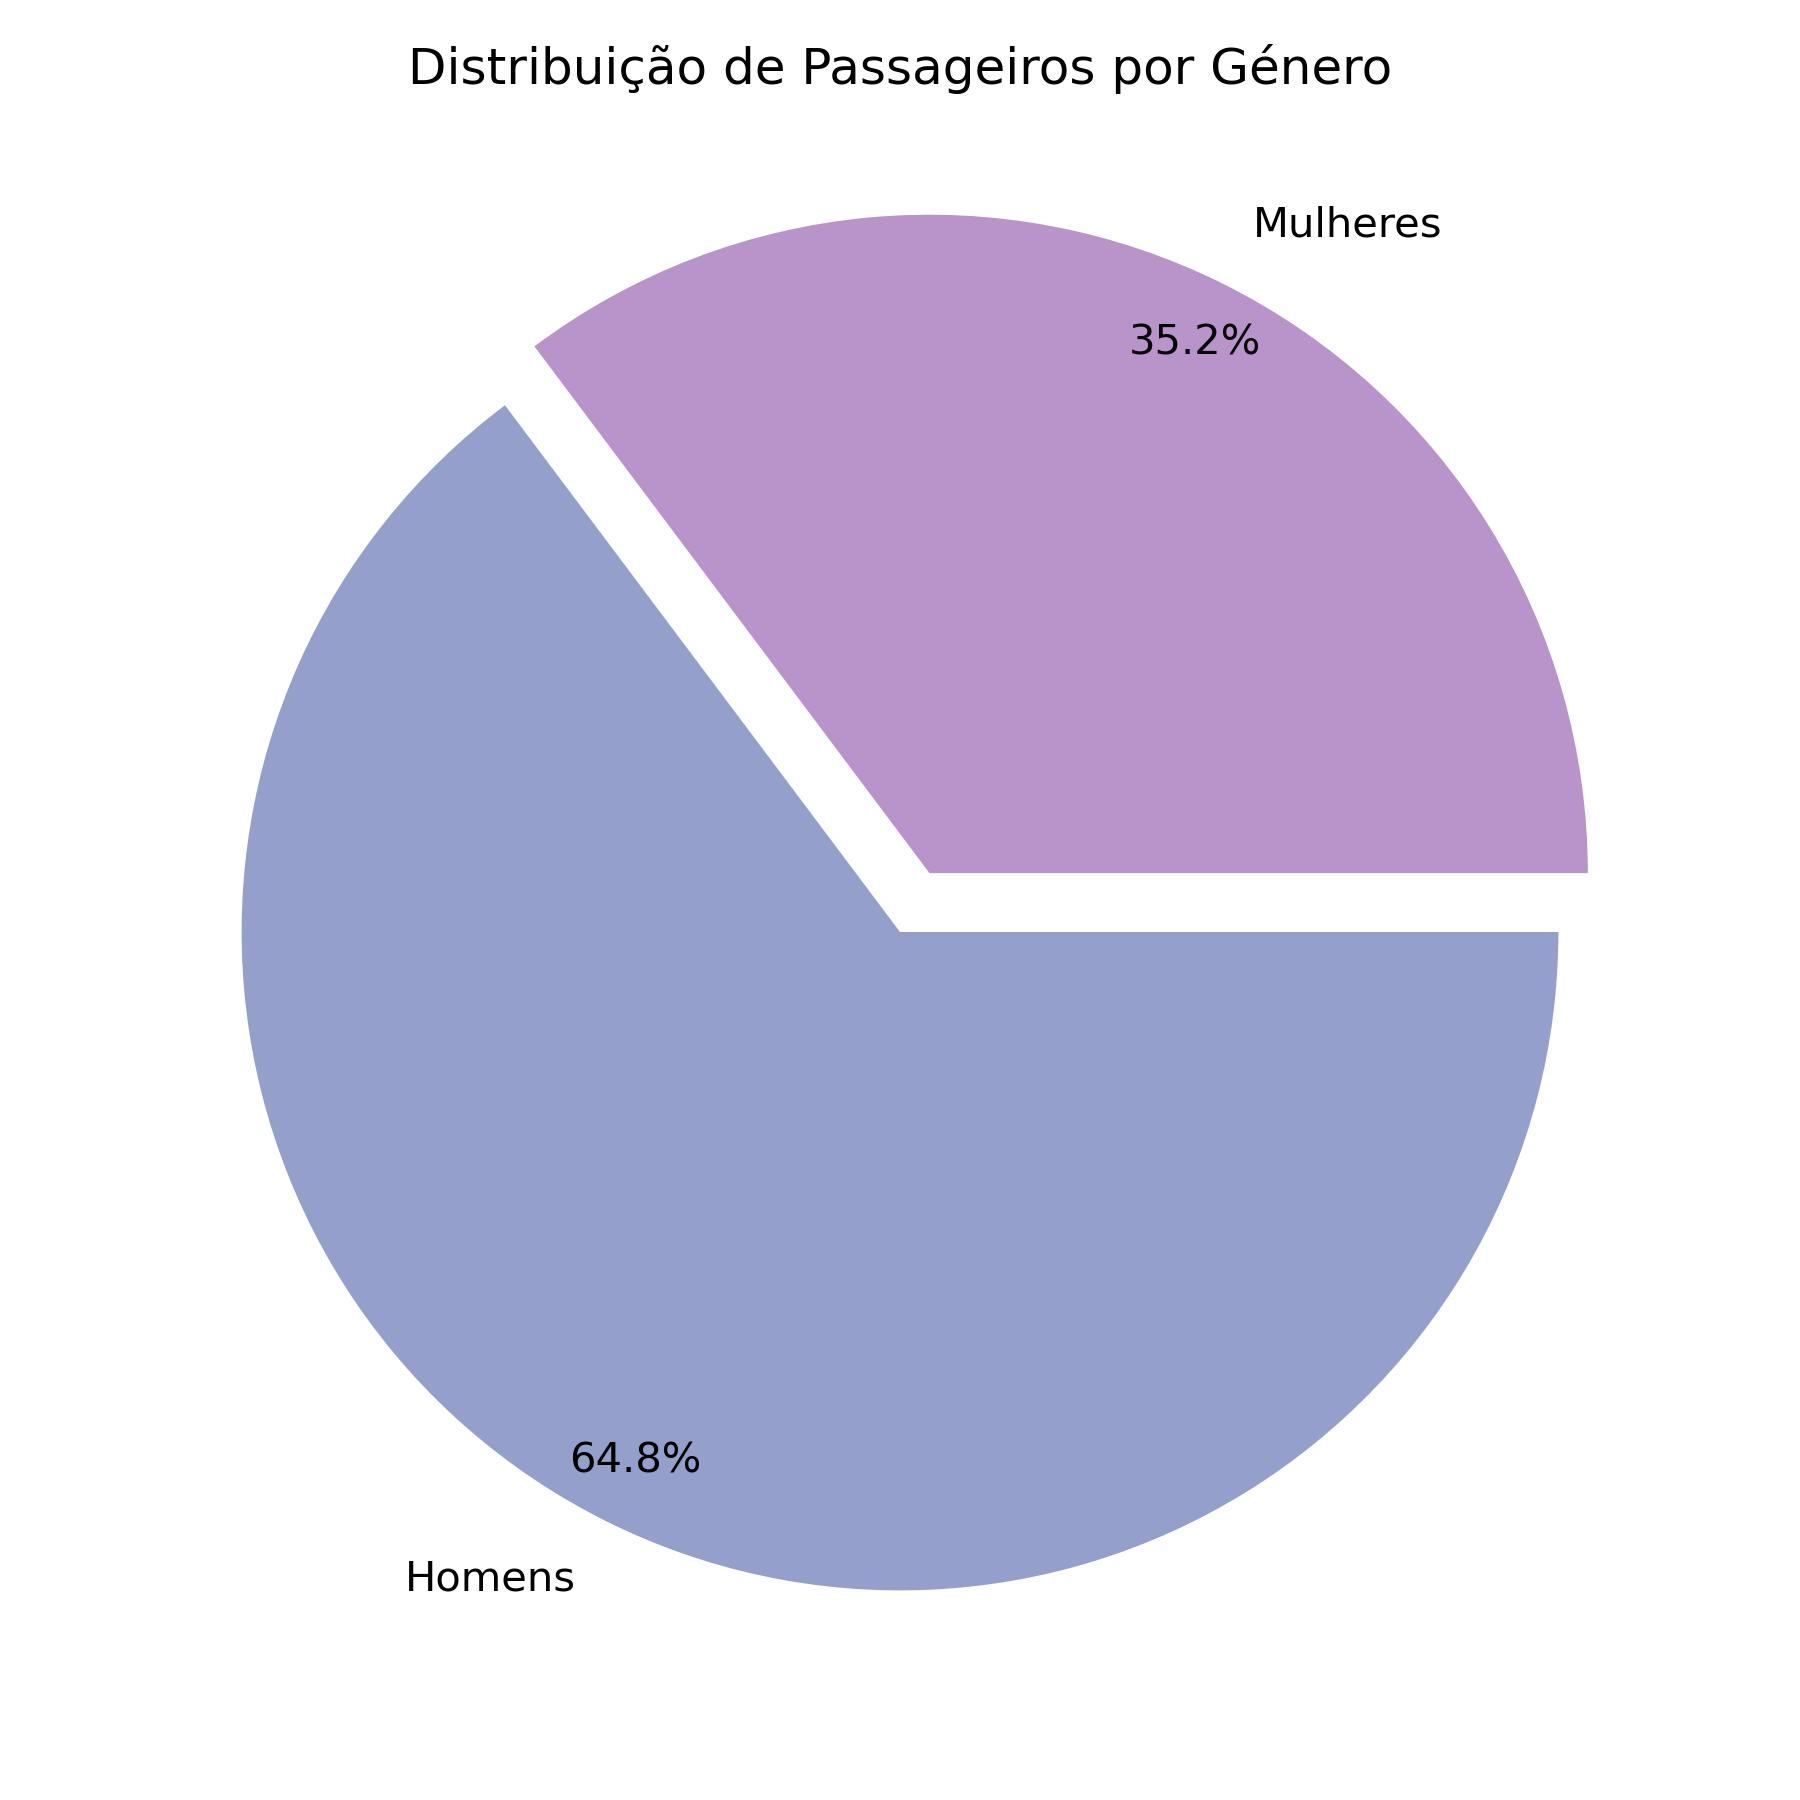 Distribuição de Passageiros por Género
Mulheres
35.2%
64.8%
Homens